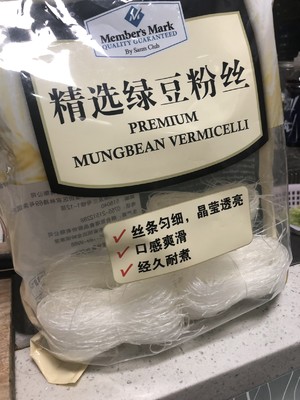 Member's Mark
QUALITY GUARANTEED
By Sams Club
精选绿豆粉丝
PREMIUM
MUNGBEAN VERMICELLI
✓丝条匀细，晶莹透亮
✓口感爽滑
✓经久耐煮